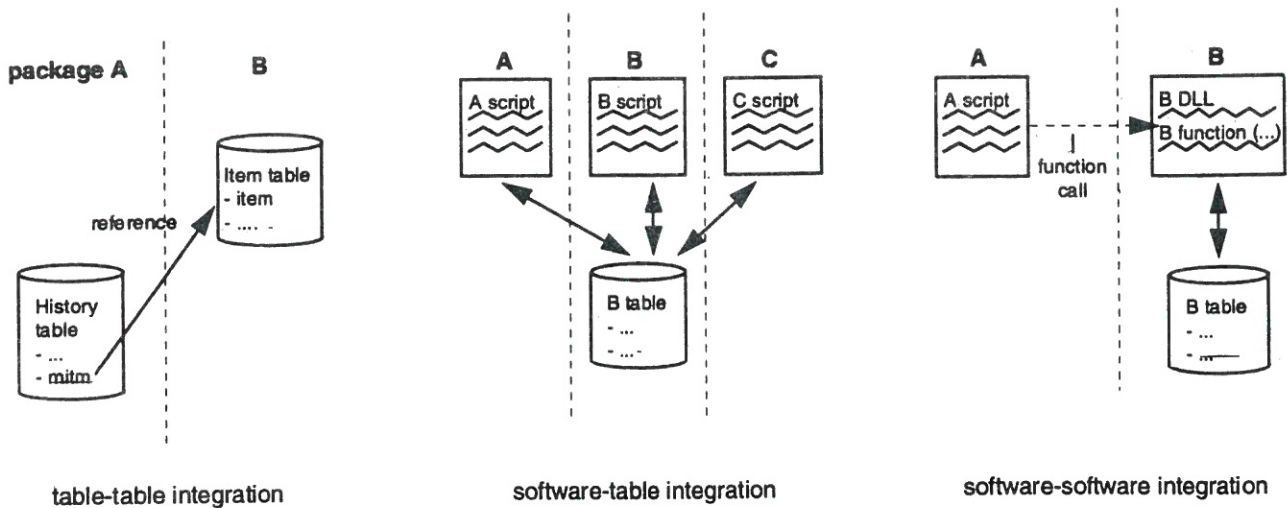 package A
B
Item table
- item
- .... -
reference
History
table
- ...
- mitm
table-table integration
A
B
C
A script
B script
C script
B table
- ...
- ...-
software-table integration
A
B
A script
B DLL
B function (...)
function
call
B table
- ...
- ...
software-software integration